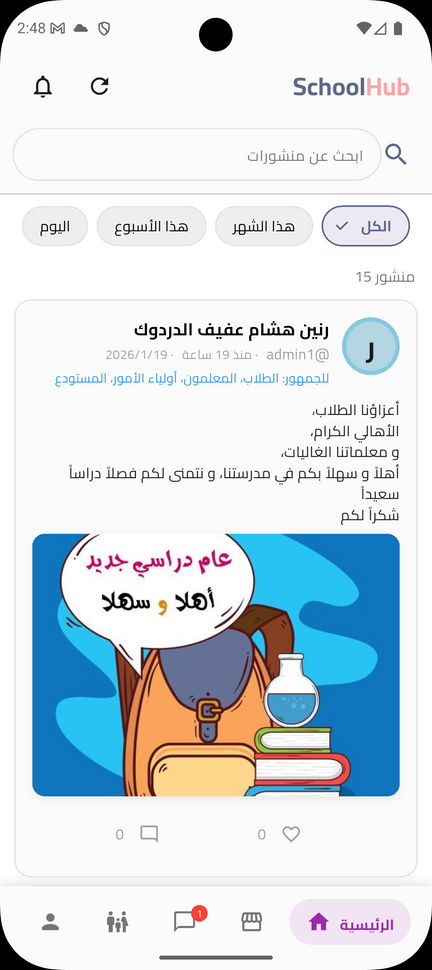 2:48
SchoolHub
ابحث عن منشورات
الكل
هذا الشهر
هذا الأسبوع
اليوم
منشور 15
ر
رنين هشام عفيف الدردوك
@admin1 · منذ 19 ساعة · 2026/1/19
للجمهور: الطلاب، المعلمون، أولياء الأمور، المستودع
أعزاؤنا الطلاب،
الأهالي الكرام،
و معلماتنا الغاليات،
أهلاً و سهلاً بكم في مدرستنا، و نتمنى لكم فصلاً دراساً
سعيداً
شكراً لكم
عام دراسي جديد
أهلا و سهلا
0
0
الرئيسية
1